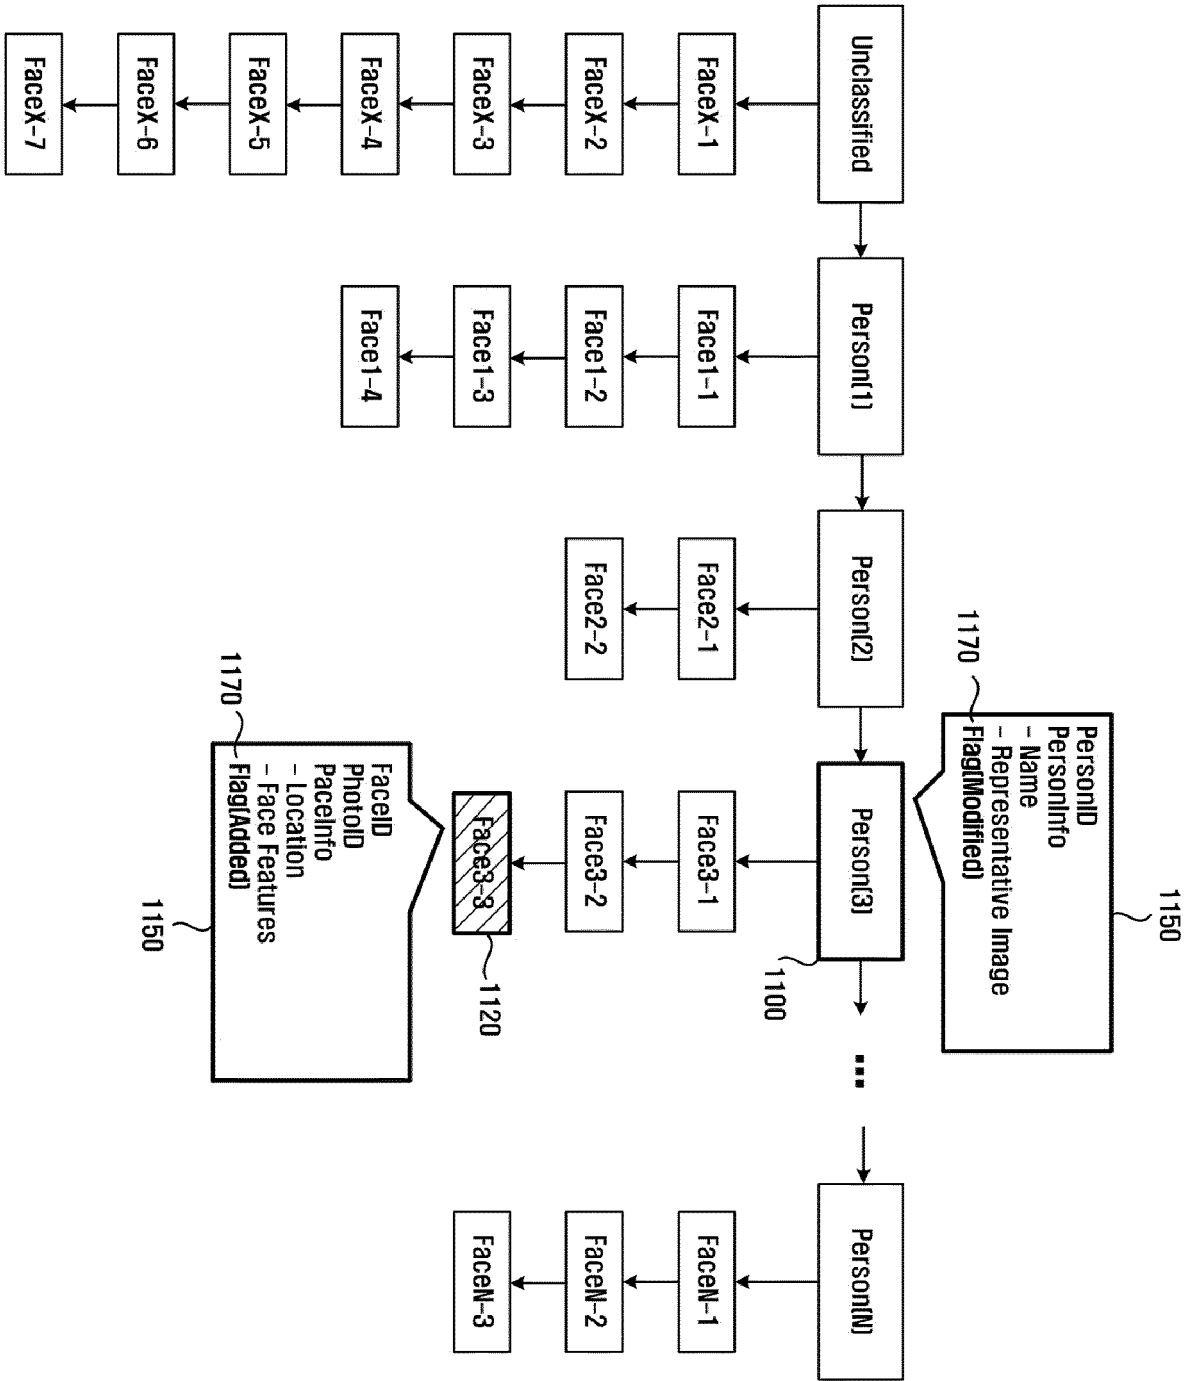 1150
PersonID
PersonInfo
- Name
- Representative Image
1170
Flag(Modified)
Unclassified
Person(1)
Person(2)
Person(3)
...
Person(N)
1100
FaceX-1
Face1-1
Face2-1
Face3-1
FaceN-1
FaceX-2
Face1-2
Face2-2
Face3-2
FaceN-2
FaceX-3
Face1-3
Face3-3
FaceN-3
1120
FaceX-4
Face1-4
FaceX-5
FaceX-6
FaceX-7
FaceID
PhotoID
PaceInfo
- Location
- Face Features
1170
Flag(Added)
1150